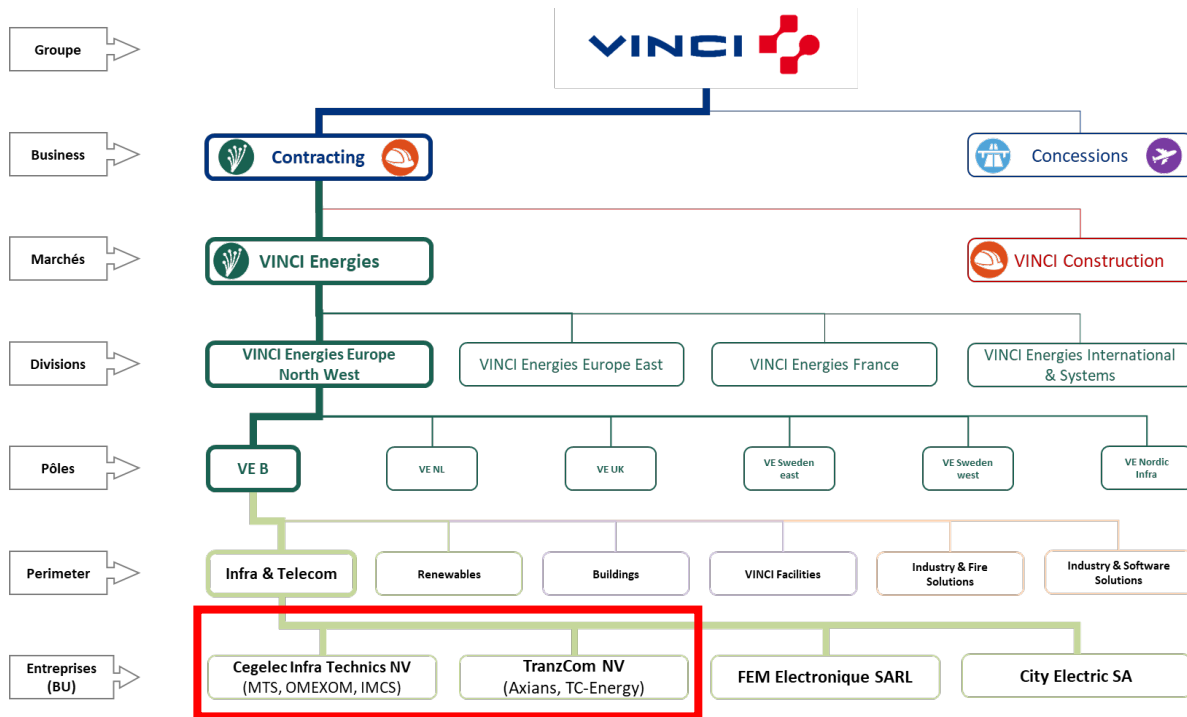 Groupe
VINCI
Business
Contracting
Concessions
Marchés
VINCI Energies
VINCI Construction
Divisions
VINCI Energies Europe
North West
VINCI Energies Europe East
VINCI Energies France
VINCI Energies International
& Systems
Pôles
VE B
VE NL
VE UK
VE Sweden
east
VE Sweden
west
VE Nordic
Infra
Perimeter
Infra & Telecom
Renewables
Buildings
VINCI Facilities
Industry & Fire
Solutions
Industry & Software
Solutions
Entreprises
(BU)
Cegelec Infra Technics NV
(MTS, OMEXOM, IMCS)
TranzCom NV
(Axians, TC-Energy)
FEM Electronique SARL
City Electric SA